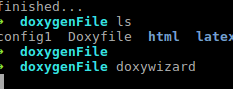 finished...
➜ doxygenFile ls
config1 Doxyfile html latex
➜ doxygenFile
➜ doxygenFile doxywizard